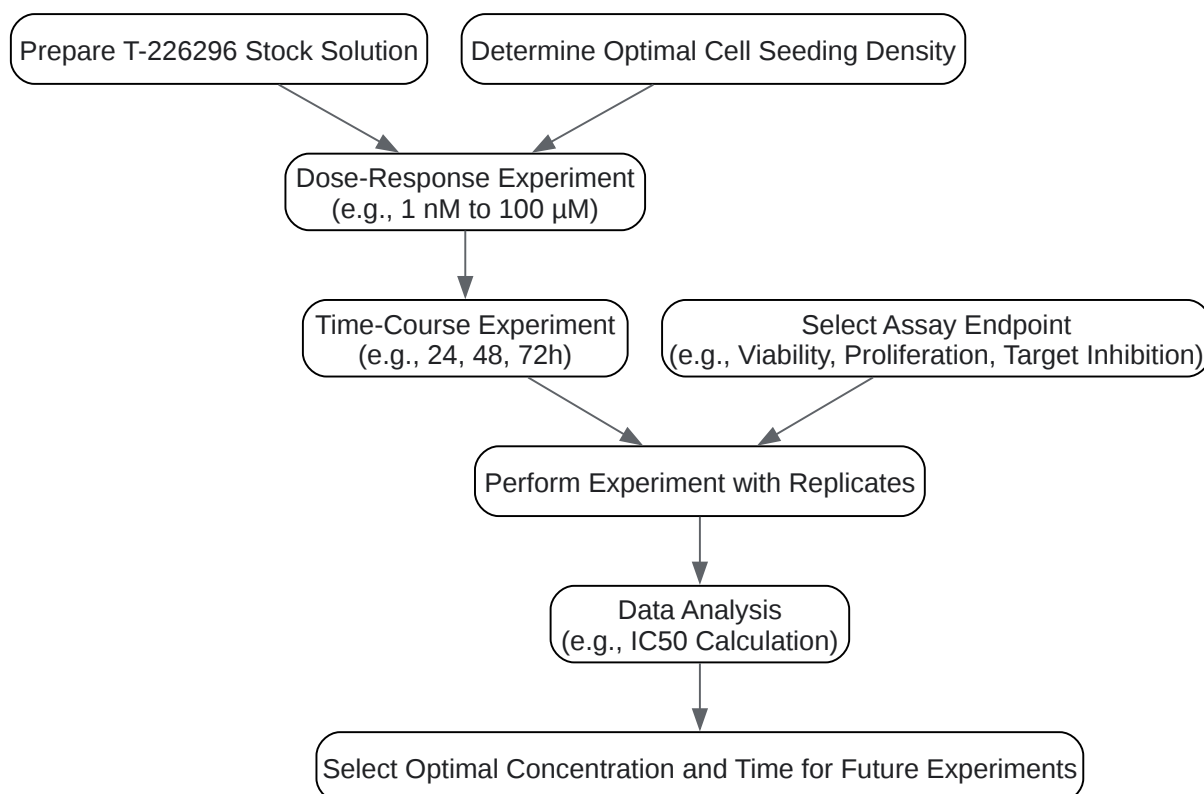 Prepare T-226296 Stock Solution
Determine Optimal Cell Seeding Density
Dose-Response Experiment
(e.g., 1 nM to 100 µM)
Time-Course Experiment
(e.g., 24, 48, 72h)
Select Assay Endpoint
(e.g., Viability, Proliferation, Target Inhibition)
Perform Experiment with Replicates
Data Analysis
(e.g., IC50 Calculation)
Select Optimal Concentration and Time for Future Experiments